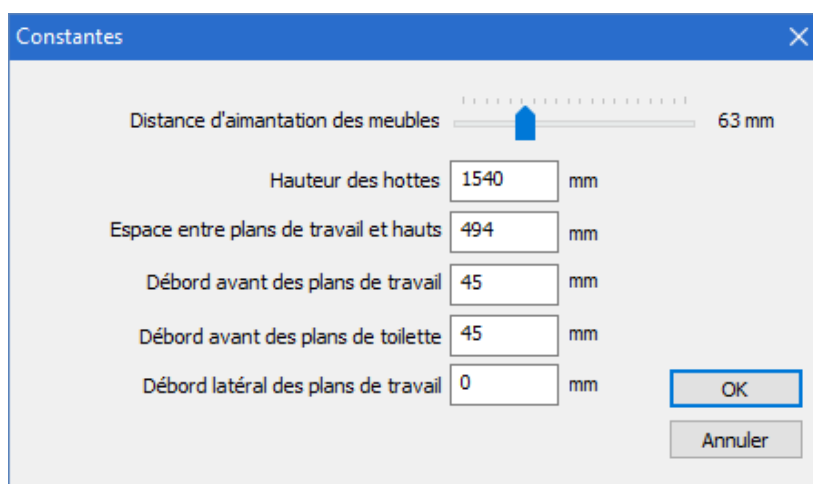 Constantes
Distance d'aimantation des meubles 63 mm
Hauteur des hottes 1540 mm
Espace entre plans de travail et hauts 494 mm
Débord avant des plans de travail 45 mm
Débord avant des plans de toilette 45 mm
Débord latéral des plans de travail 0 mm
OK
Annuler